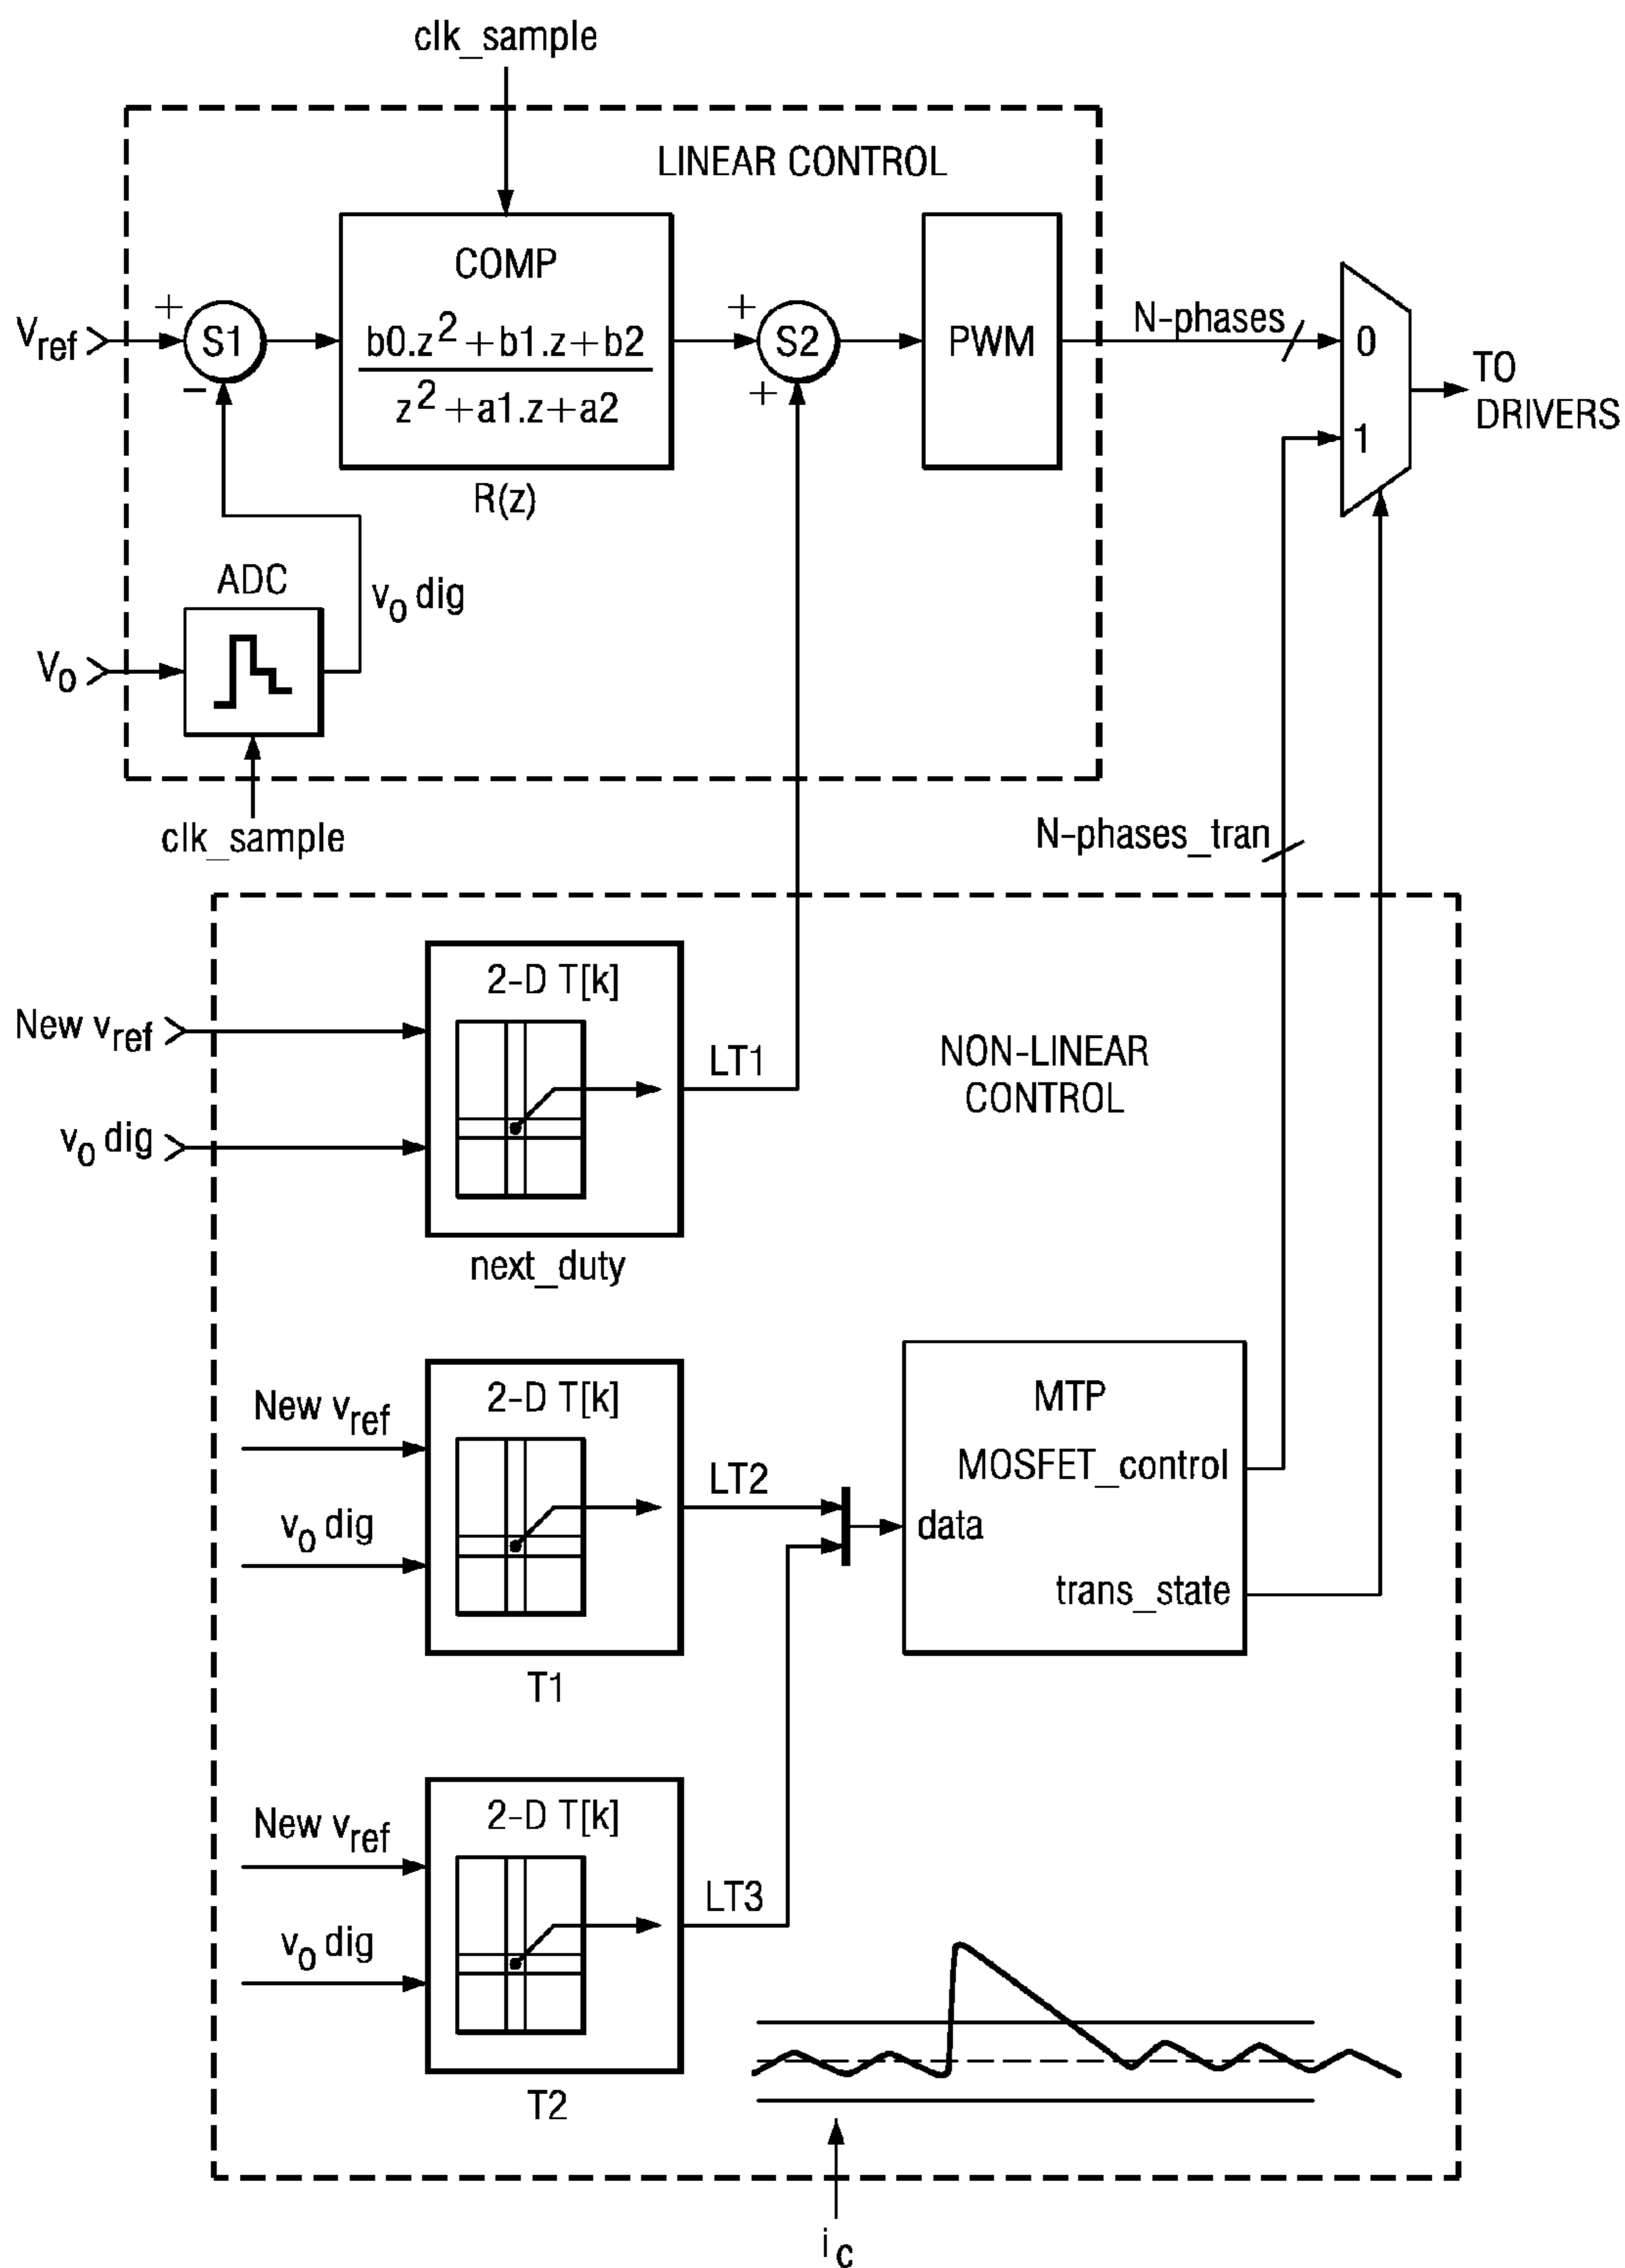 clk_sample
LINEAR CONTROL
COMP
b0.z²+b1.z+b2
z²+a1.z+a2
R(z)
Vref
+
S1
−
+
S2
+
PWM
N-phases
0
1
TO
DRIVERS
ADC
vo dig
Vo
clk_sample
N-phases_tran
2-D T[k]
New vref
vo dig
LT1
next_duty
NON-LINEAR
CONTROL
2-D T[k]
New vref
vo dig
LT2
T1
MTP
MOSFET_control
data
trans_state
2-D T[k]
New vref
vo dig
LT3
T2
ic